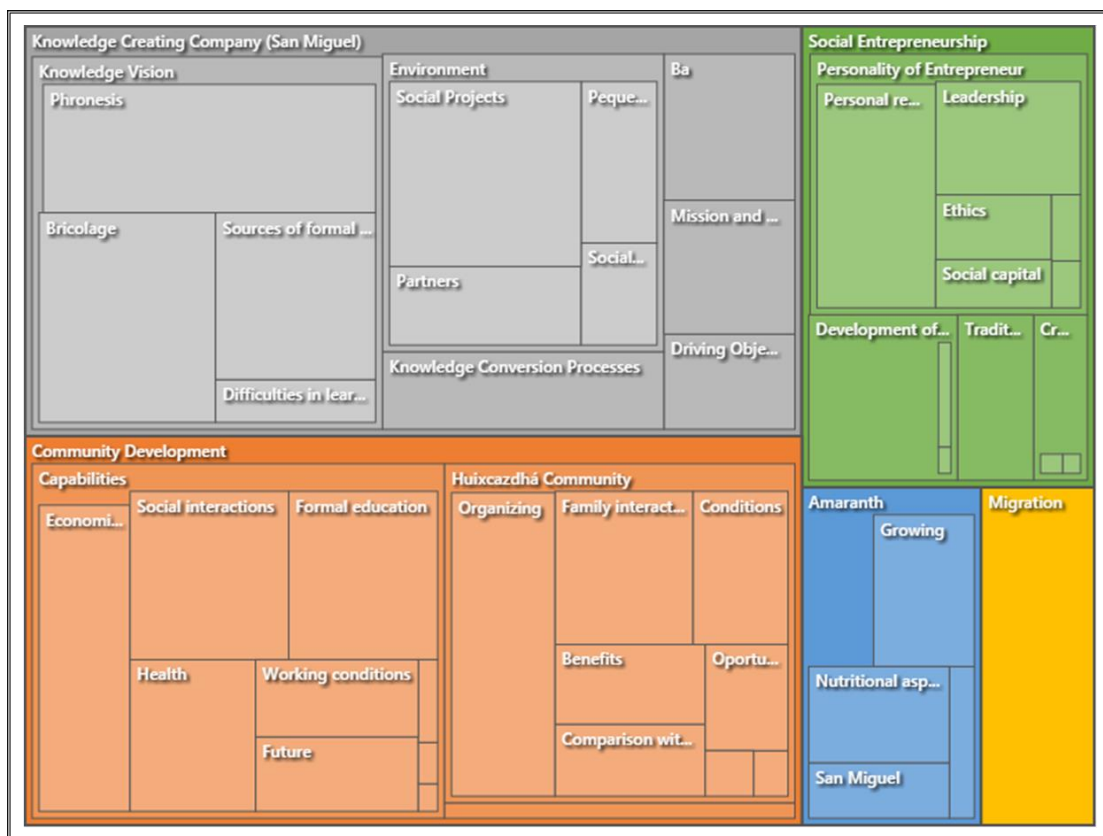 Knowledge Creating Company (San Miguel)
Knowledge Vision
Phronesis
Bricolage
Sources of formal ...
Difficulties in lear...
Environment
Social Projects
Peque...
Social...
Partners
Knowledge Conversion Processes
Ba
Mission and ...
Driving Obje...
Social Entrepreneurship
Personality of Entrepreneur
Personal re...
Leadership
Ethics
Social capital
Development of...
Tradit...
Cr...
Community Development
Capabilities
Economi...
Social interactions
Formal education
Health
Working conditions
Future
Huixcazdhá Community
Organizing
Family interact...
Conditions
Benefits
Oportu...
Comparison wit...
Amaranth
Growing
Nutritional asp...
San Miguel
Migration